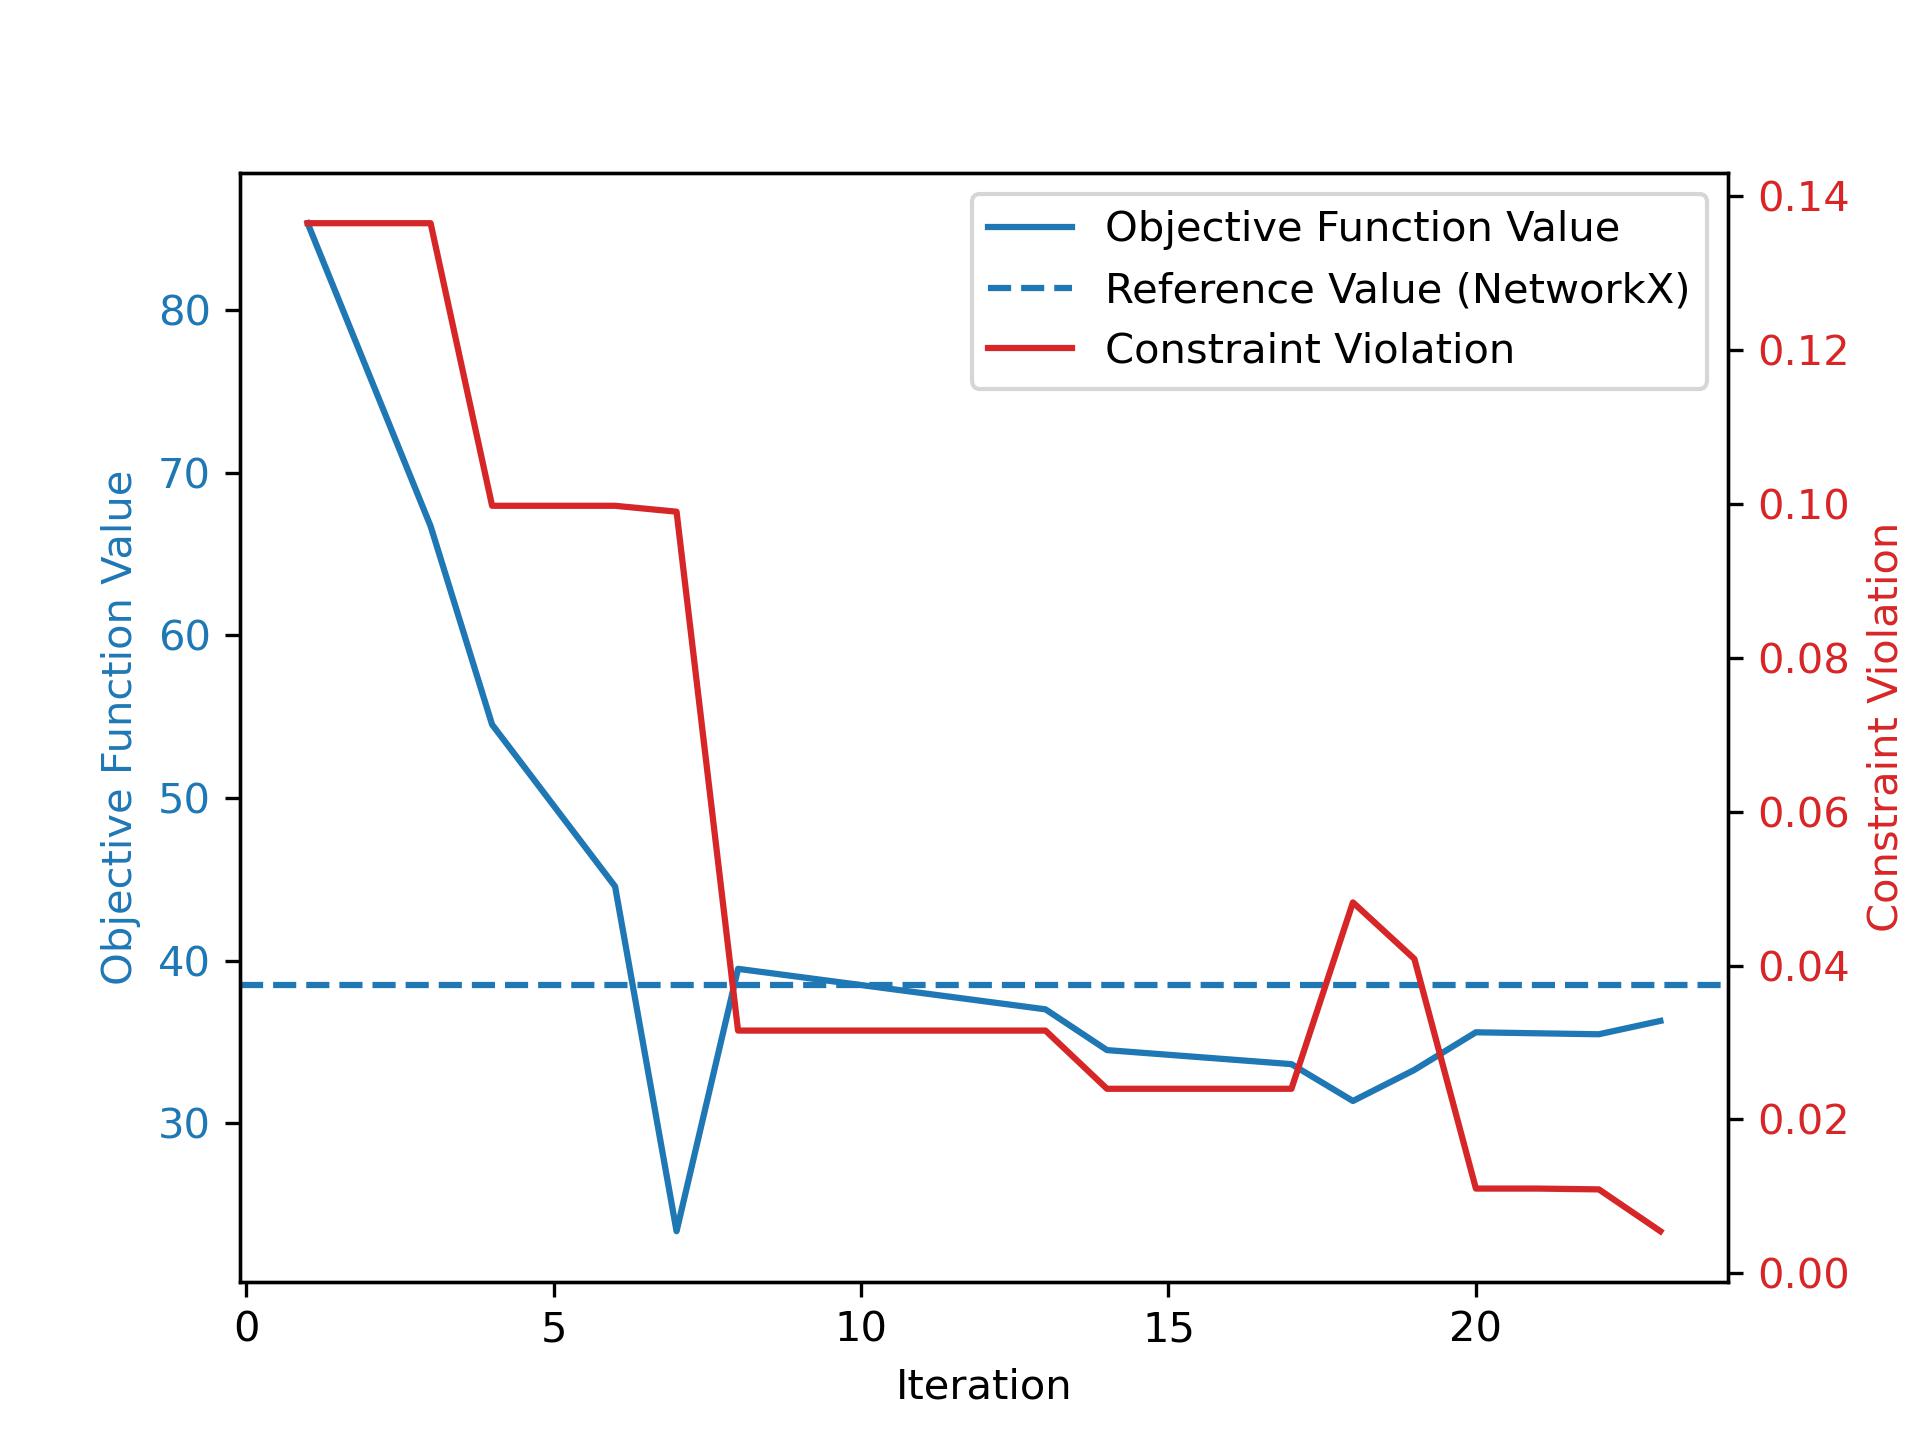 Objective Function Value
Reference Value (NetworkX)
Constraint Violation
80
70
60
50
40
30
Objective Function Value
0.14
0.12
0.10
0.08
0.06
0.04
0.02
0.00
Constraint Violation
0 5 10 15 20
Iteration